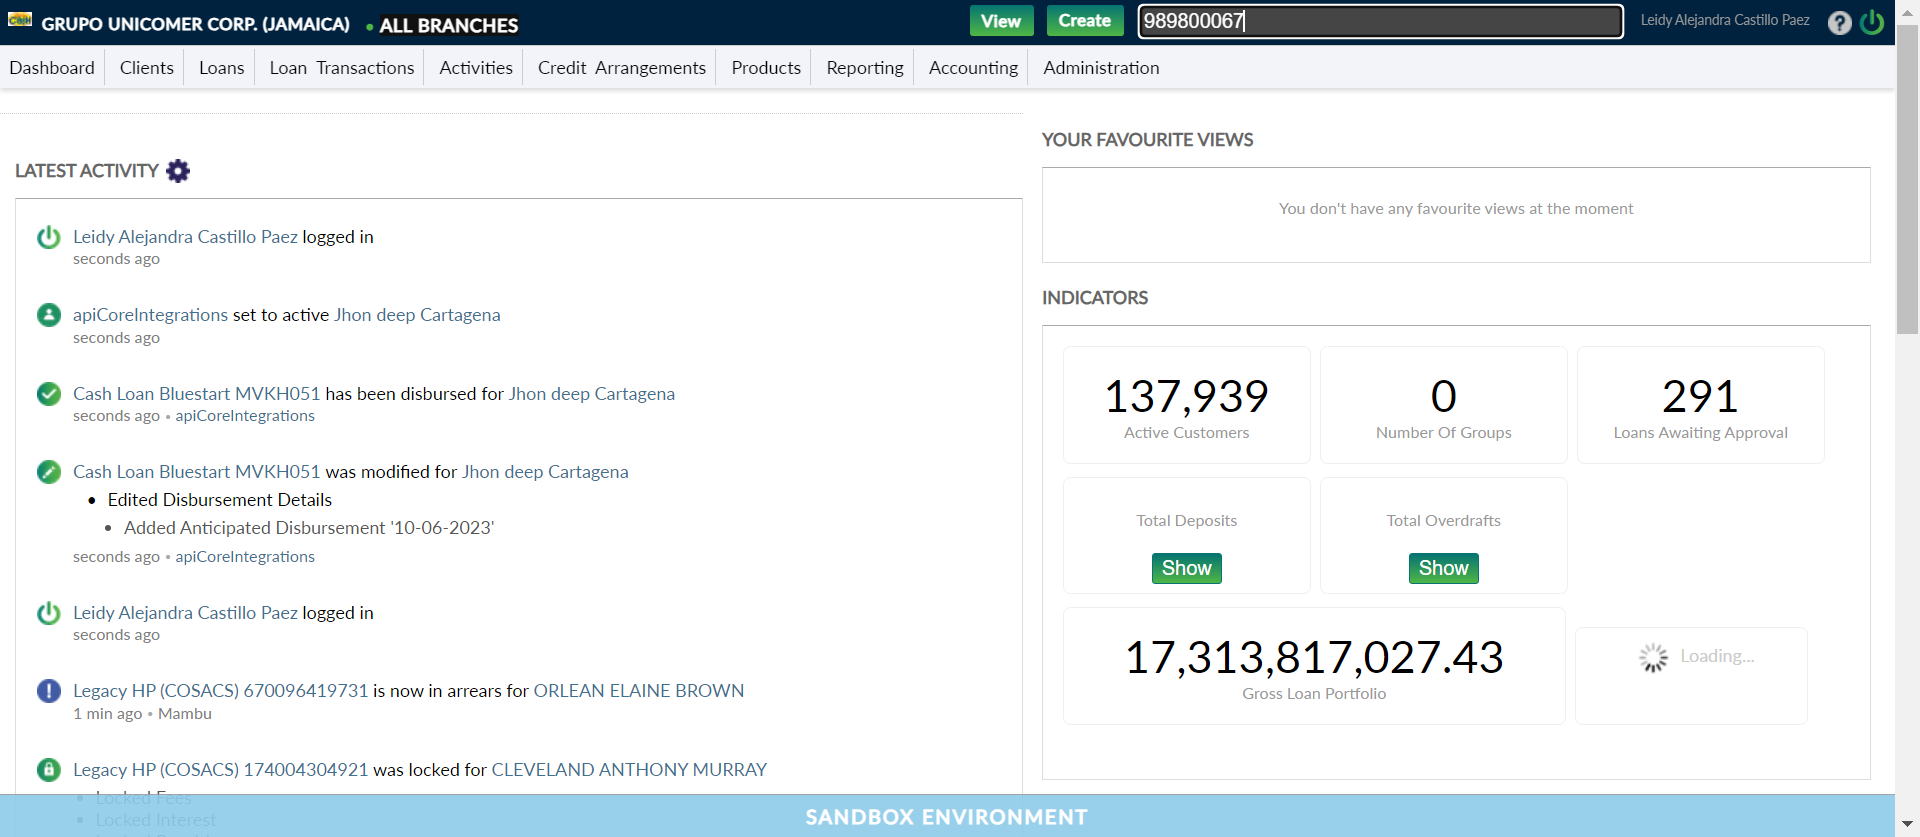 Cash
GRUPO UNICOMER CORP. (JAMAICA) • ALL BRANCHES
View
Create
989800067
Leidy Alejandra Castillo Paez
?
Dashboard
Clients
Loans
Loan Transactions
Activities
Credit Arrangements
Products
Reporting
Accounting
Administration
LATEST ACTIVITY
Leidy Alejandra Castillo Paez logged in
seconds ago
apiCoreIntegrations set to active Jhon deep Cartagena
seconds ago
Cash Loan Bluestart MVKH051 has been disbursed for Jhon deep Cartagena
seconds ago • apiCoreIntegrations
Cash Loan Bluestart MVKH051 was modified for Jhon deep Cartagena
• Edited Disbursement Details
• Added Anticipated Disbursement '10-06-2023'
seconds ago • apiCoreIntegrations
Leidy Alejandra Castillo Paez logged in
seconds ago
Legacy HP (COSACS) 670096419731 is now in arrears for ORLEAN ELAINE BROWN
1 min ago • Mambu
Legacy HP (COSACS) 174004304921 was locked for CLEVELAND ANTHONY MURRAY
• Locked Fees
• Locked Interest
YOUR FAVOURITE VIEWS
You don't have any favourite views at the moment
INDICATORS
137,939
Active Customers
0
Number Of Groups
291
Loans Awaiting Approval
Total Deposits
Show
Total Overdrafts
Show
17,313,817,027.43
Gross Loan Portfolio
Loading...
SANDBOX ENVIRONMENT